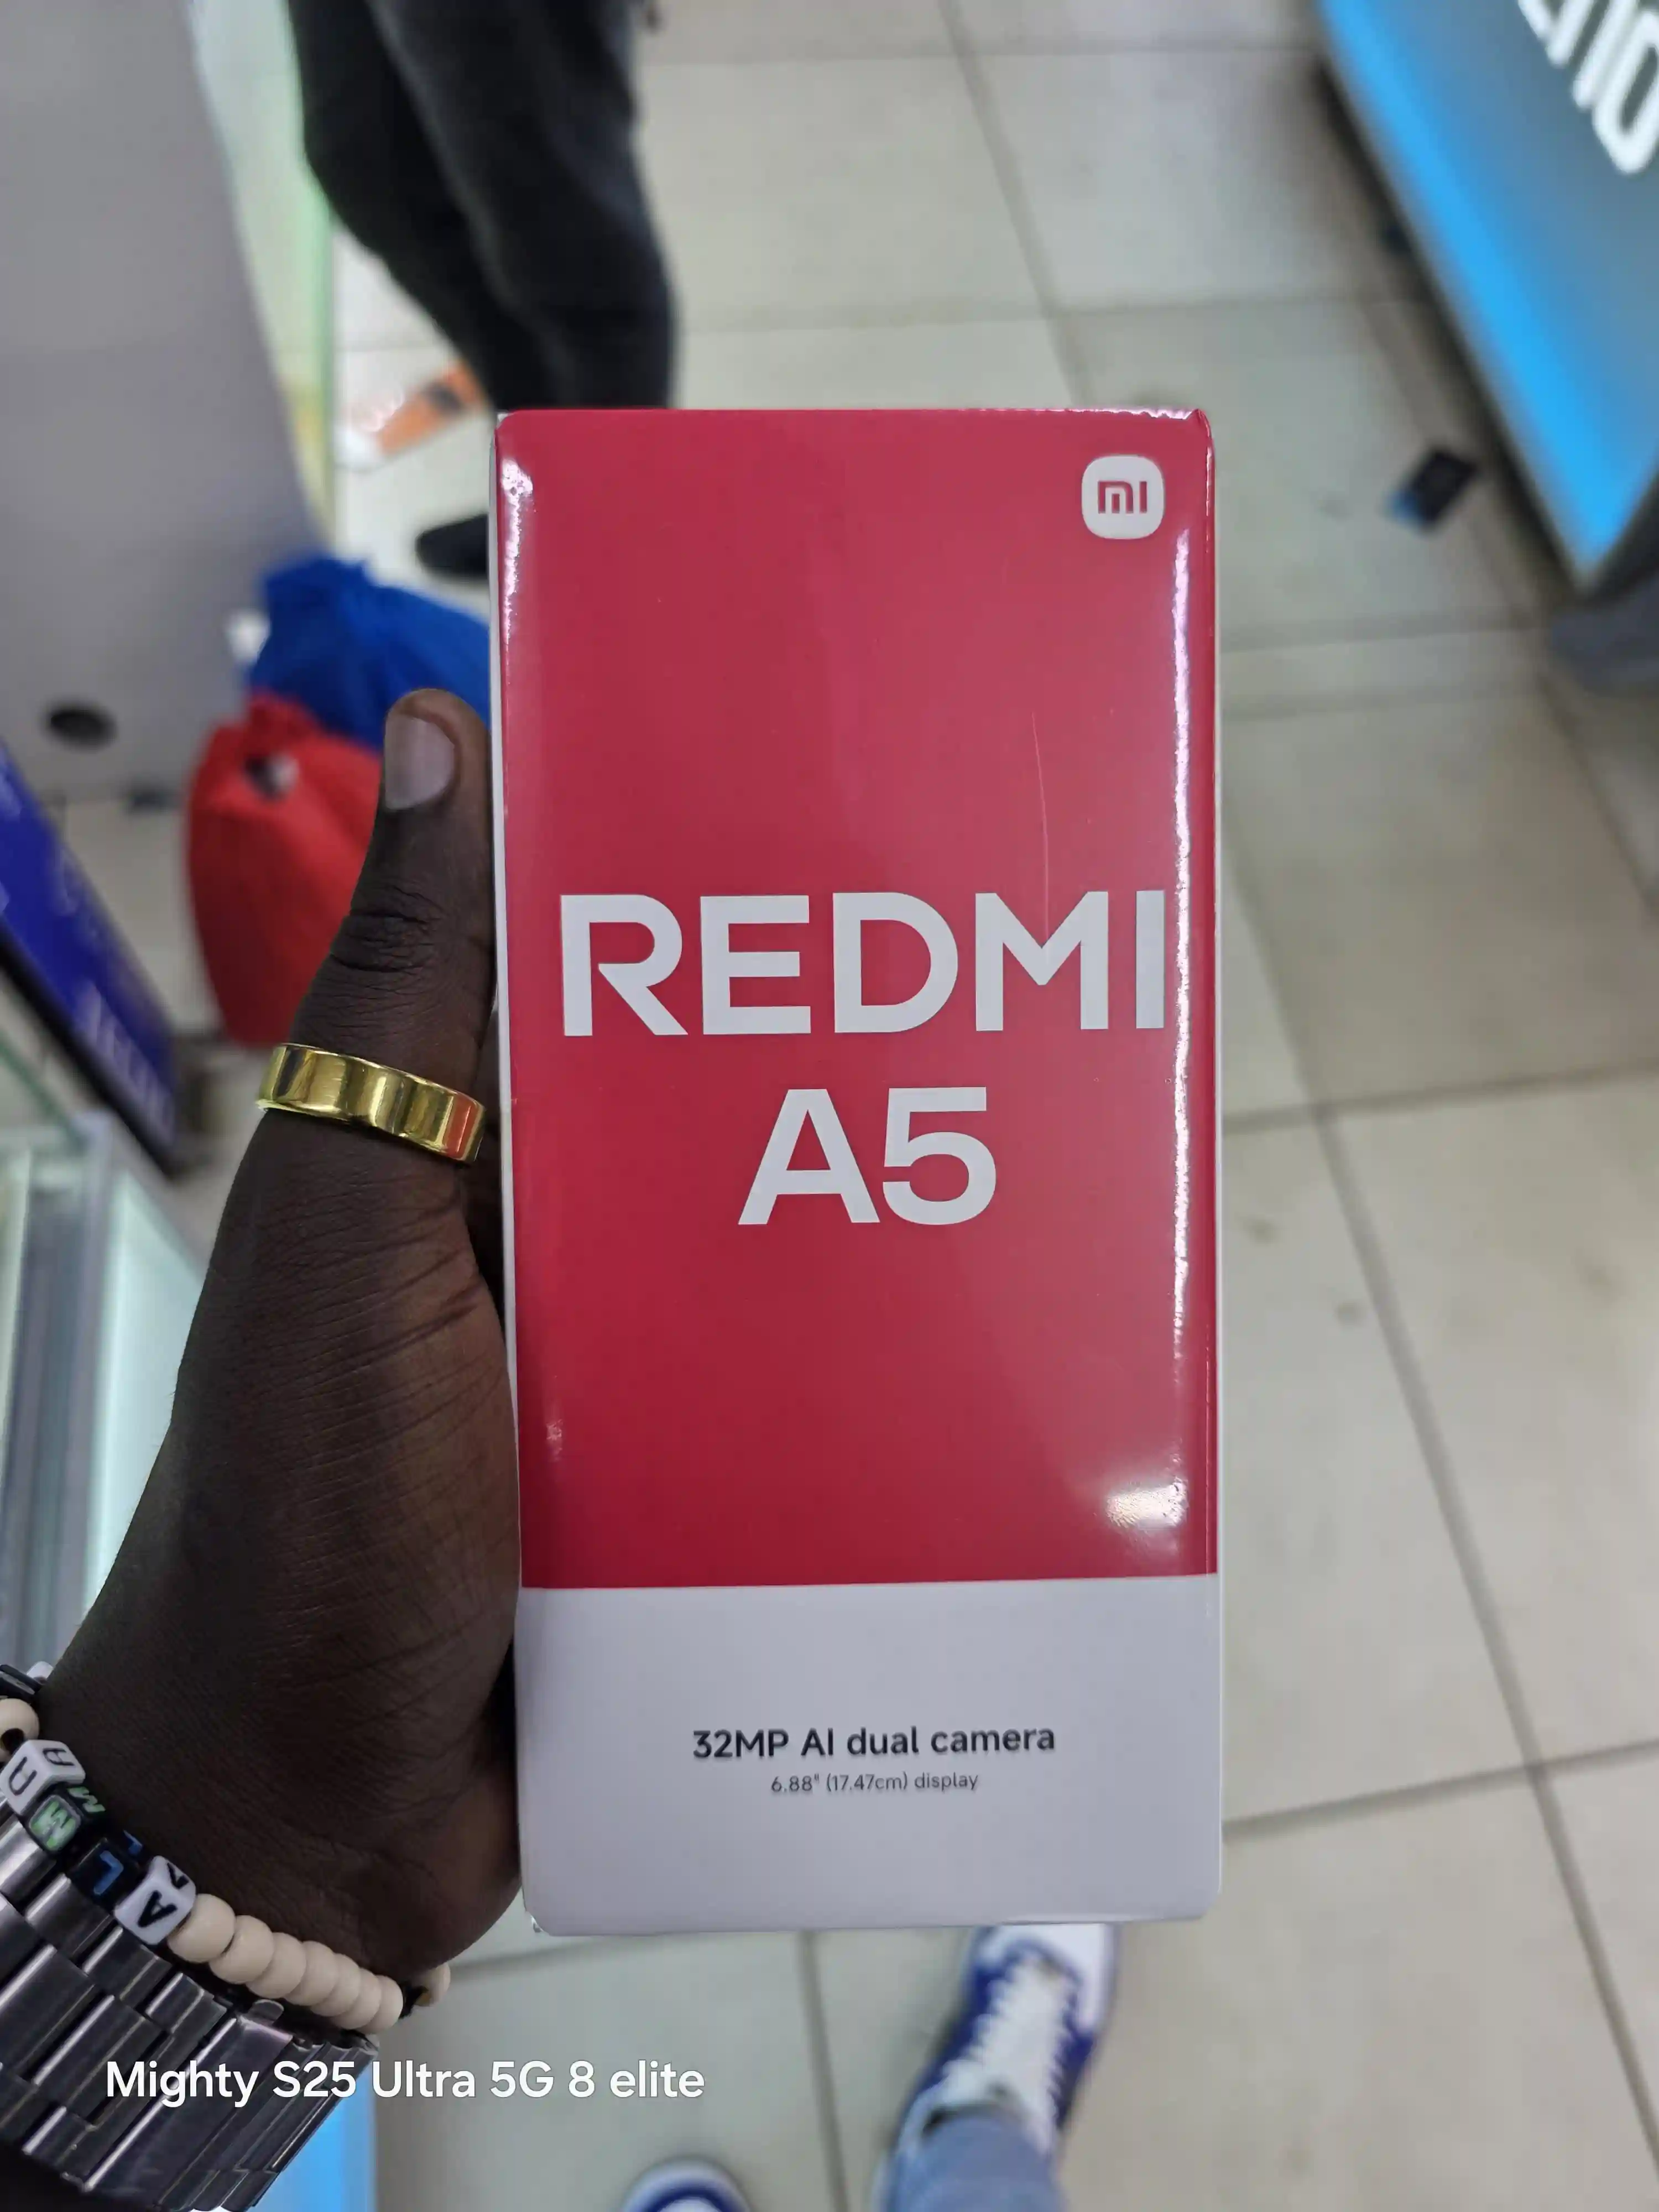 mi
REDMI
A5
32MP AI dual camera
6.88" (17.47cm) display
A
M
L
A
Mighty S25 Ultra 5G 8 elite